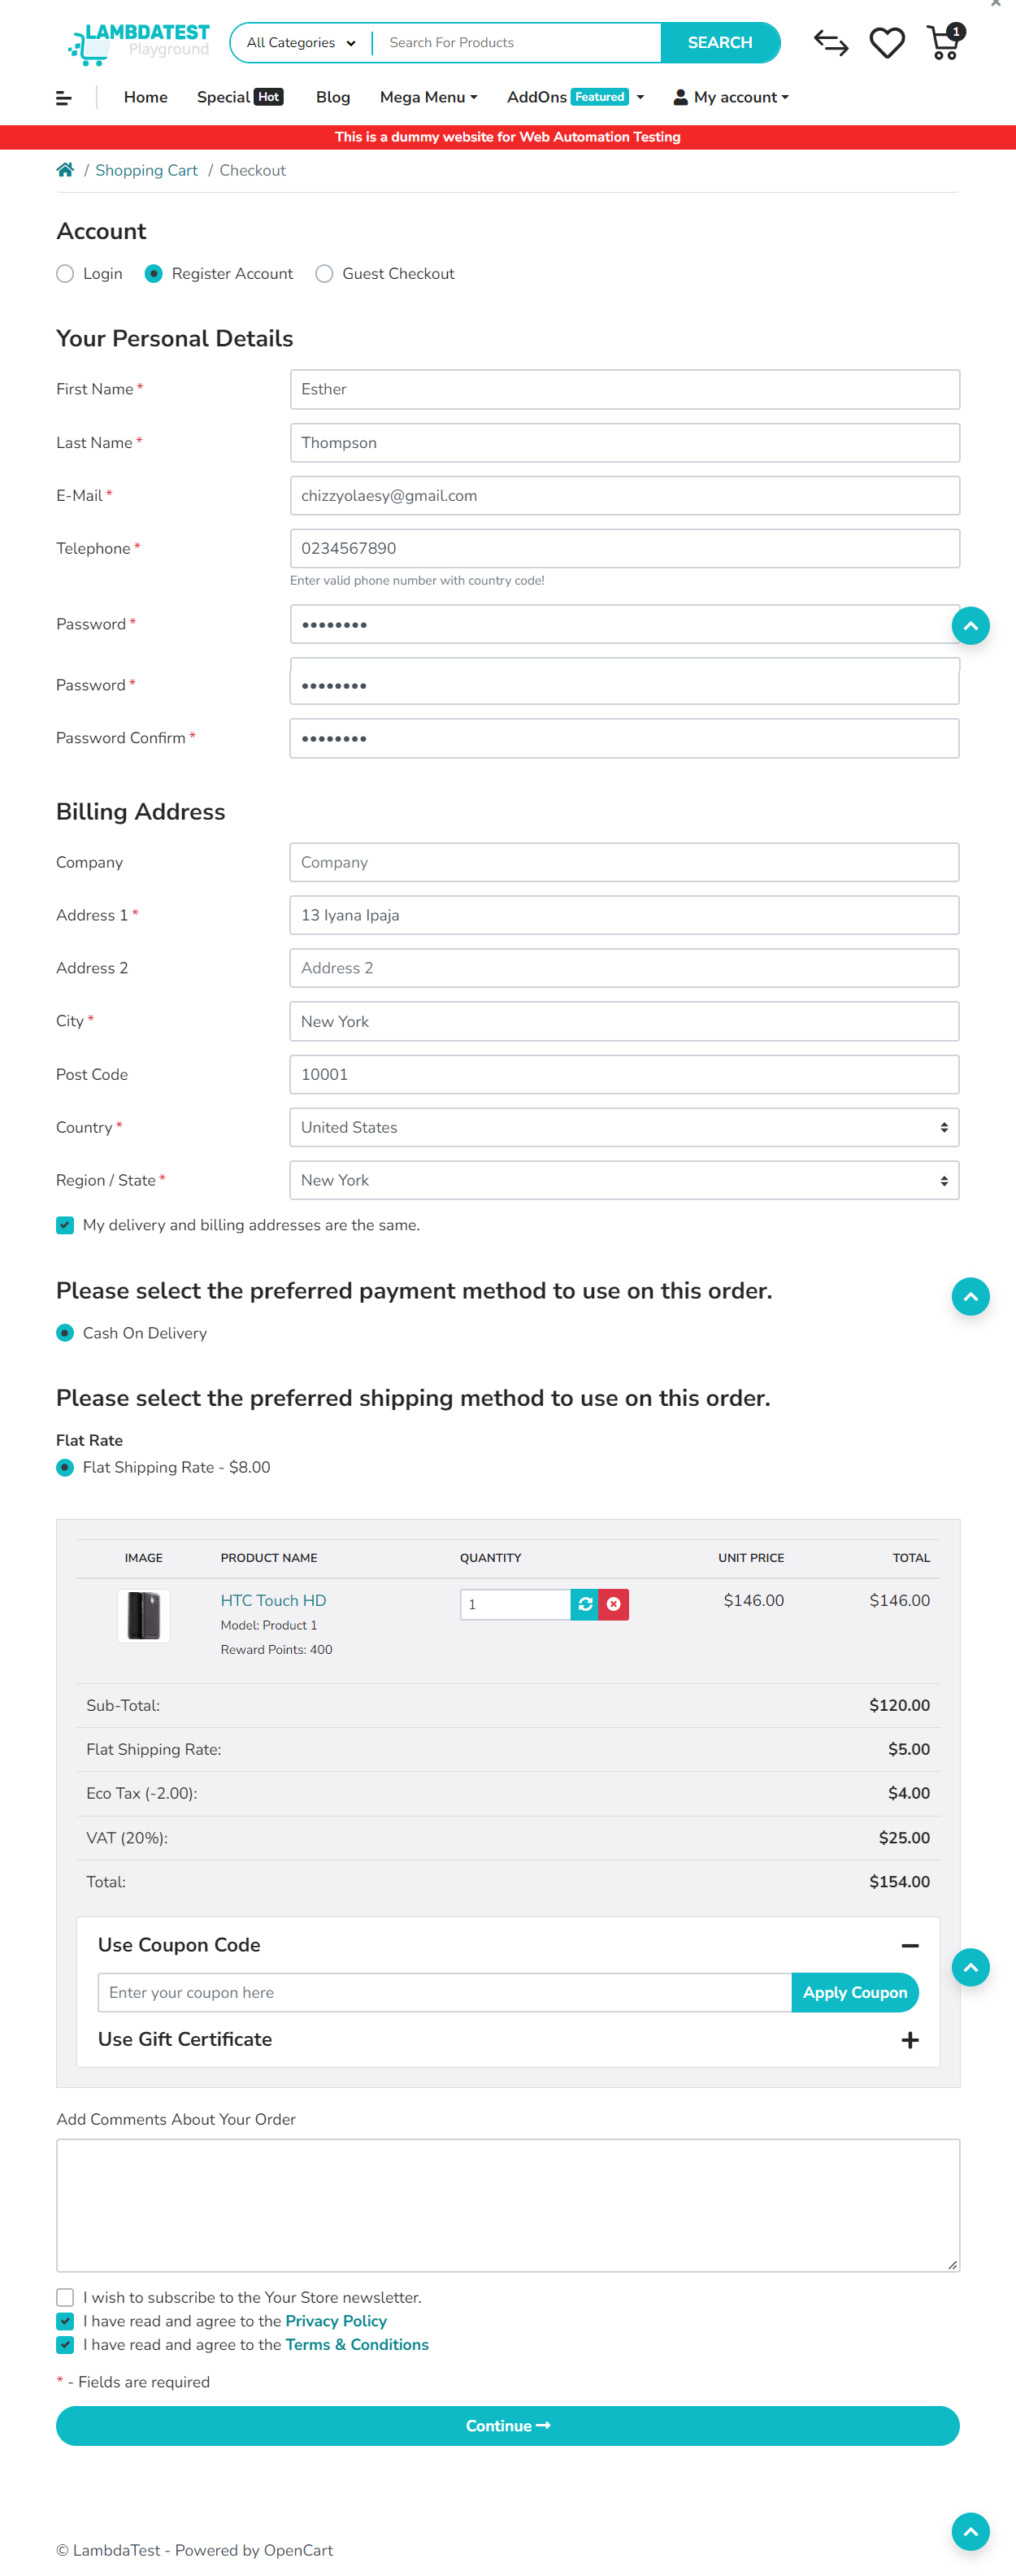 LAMBDATEST
Playground
All Categories
Search For Products
SEARCH
1
Home
Special Hot
Blog
Mega Menu
AddOns Featured
My account
This is a dummy website for Web Automation Testing
/ Shopping Cart / Checkout
Account
Login
Register Account
Guest Checkout
Your Personal Details
First Name *
Esther
Last Name *
Thompson
E-Mail *
chizzyolaesy@gmail.com
Telephone *
0234567890
Enter valid phone number with country code!
Password *
••••••••
Password *
••••••••
Password Confirm *
••••••••
Billing Address
Company
Company
Address 1 *
13 Iyana Ipaja
Address 2
Address 2
City *
New York
Post Code
10001
Country *
United States
Region / State *
New York
My delivery and billing addresses are the same.
Please select the preferred payment method to use on this order.
Cash On Delivery
Please select the preferred shipping method to use on this order.
Flat Rate
Flat Shipping Rate - $8.00
IMAGE PRODUCT NAME QUANTITY UNIT PRICE TOTAL
HTC Touch HD 1 $146.00 $146.00
Model: Product 1
Reward Points: 400
Sub-Total: $120.00
Flat Shipping Rate: $5.00
Eco Tax (-2.00): $4.00
VAT (20%): $25.00
Total: $154.00
Use Coupon Code
Enter your coupon here
Apply Coupon
Use Gift Certificate
Add Comments About Your Order
I wish to subscribe to the Your Store newsletter.
I have read and agree to the Privacy Policy
I have read and agree to the Terms & Conditions
* - Fields are required
Continue
© LambdaTest - Powered by OpenCart